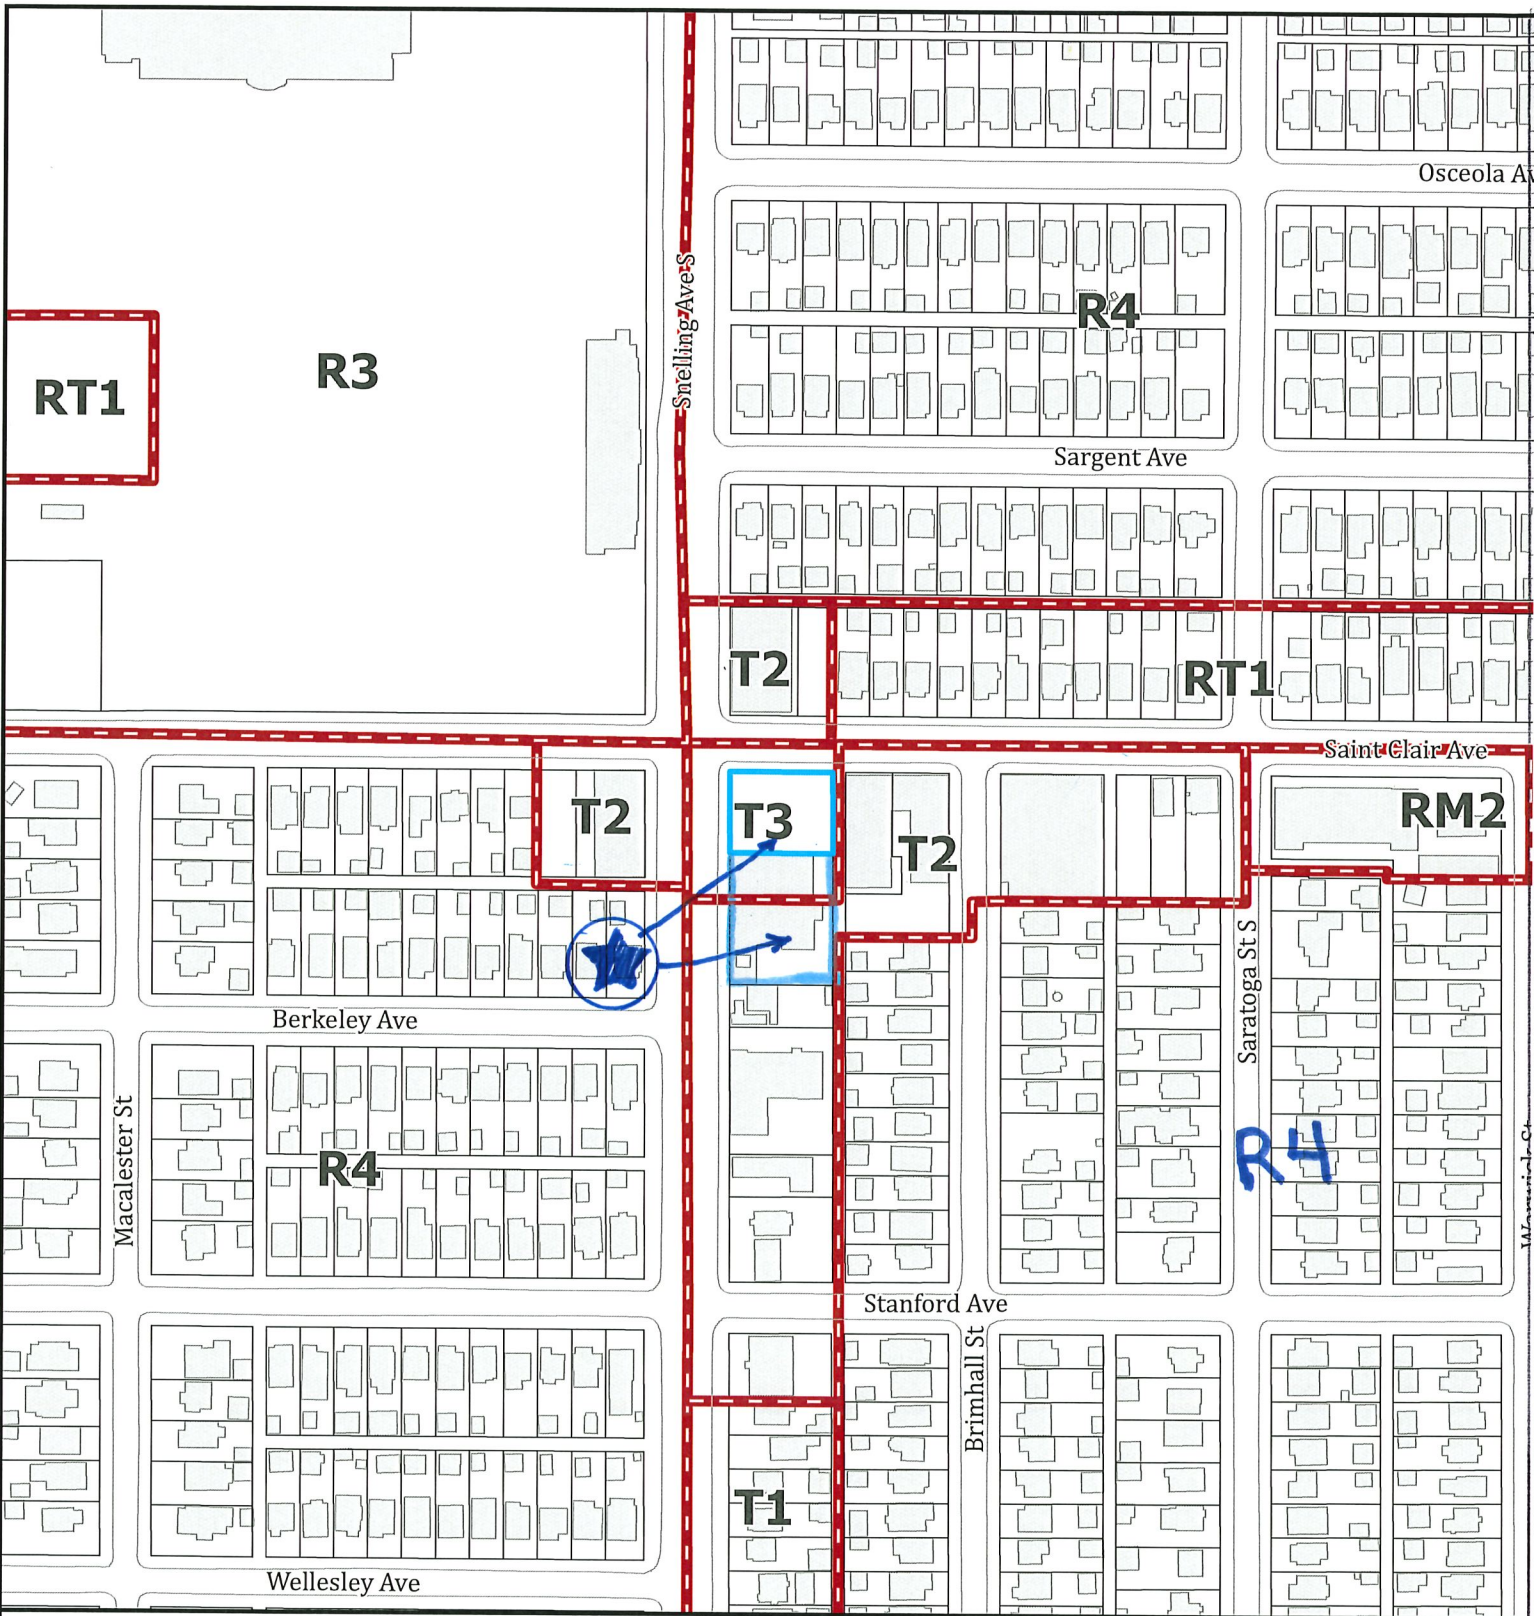 Osceola Av
Snelling Ave S
R4
R3
RT1
Sargent Ave
T2
RT1
Saint Clair Ave
T2
T3
T2
RM2
Saratoga St S
Berkeley Ave
Macalester St
R4
R4
Stanford Ave
Brimhall St
T1
Wellesley Ave